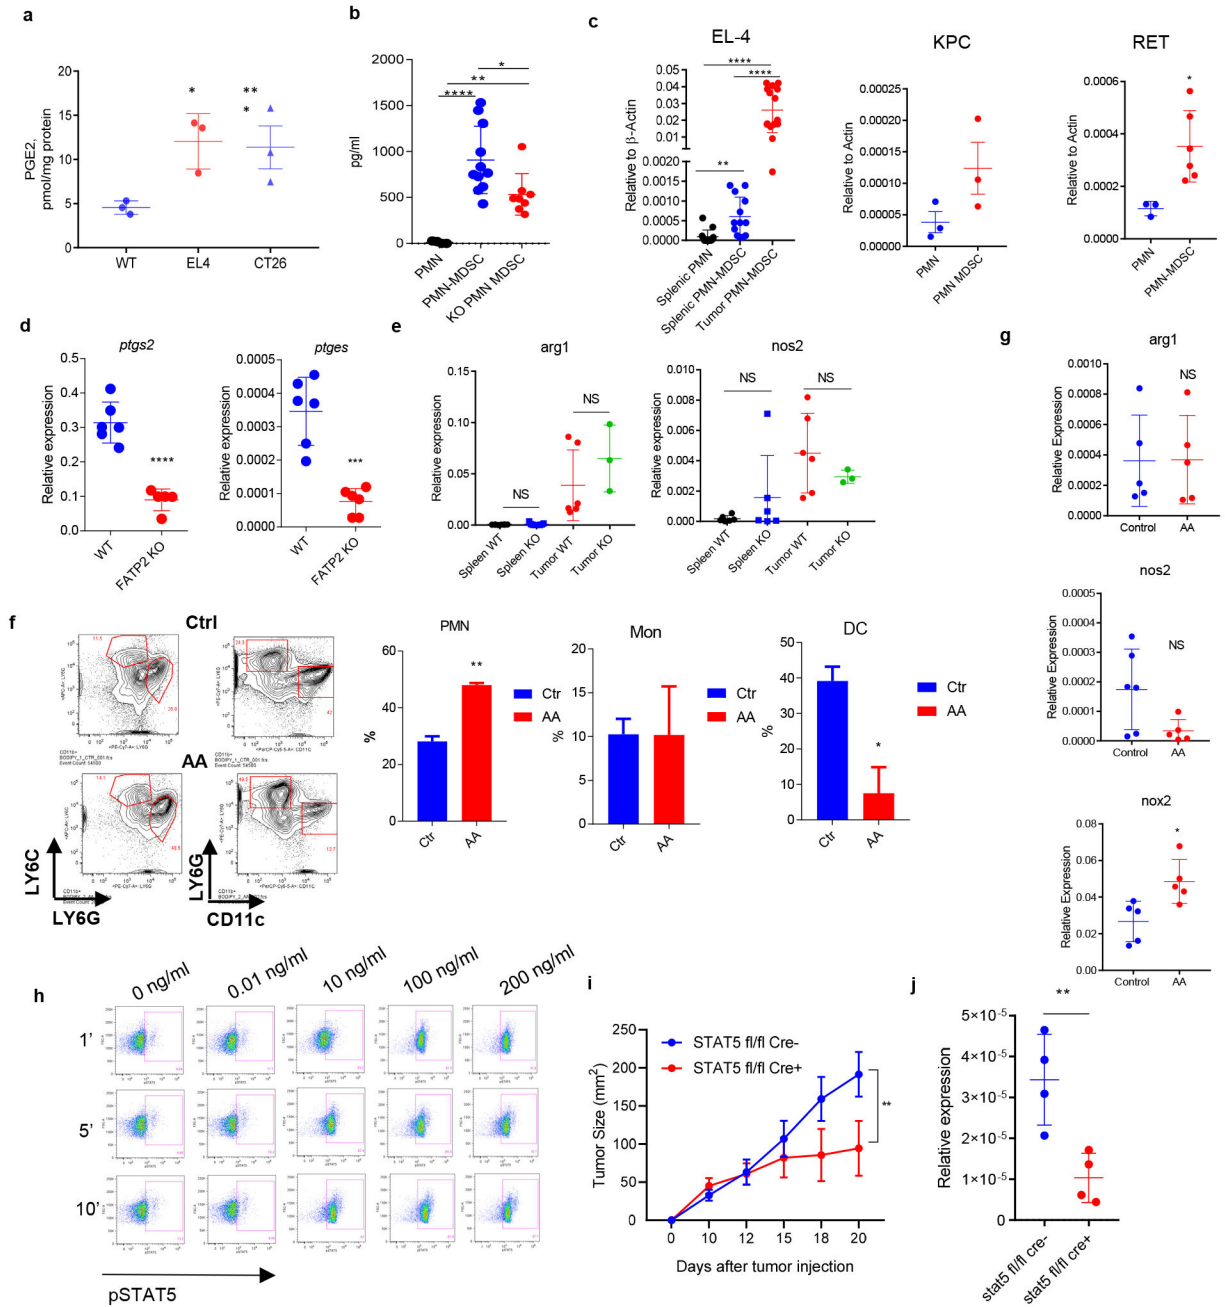 a
PGE2,
pmol/mg protein
20
15
10
5
0
*
**
*
WT
EL4
CT26
b
pg/ml
2000
1500
1000
500
0
*
**
****
PMN
PMN-MDSC
KO PMN MDSC
c
EL-4
Relative to β-Actin
0.05
0.04
0.03
0.02
0.01
0.0020
0.0015
0.0010
0.0005
0.0000
****
****
**
Splenic PMN
Splenic PMN-MDSC
Tumor PMN-MDSC
KPC
Relative to Actin
0.00025
0.00020
0.00015
0.00010
0.00005
0.00000
PMN
PMN MDSC
RET
Relative to Actin
0.0006
0.0004
0.0002
0.0000
*
PMN
PMN-MDSC
d
ptgs2
Relative expression
0.5
0.4
0.3
0.2
0.1
0.0
****
WT
FATP2 KO
ptges
Relative expression
0.0005
0.0004
0.0003
0.0002
0.0001
0.0000
***
WT
FATP2 KO
e
arg1
Relative expression
0.15
0.10
0.05
0.00
NS
NS
Spleen WT
Spleen KO
Tumor WT
Tumor KO
nos2
Relative expression
0.010
0.008
0.006
0.004
0.002
0.000
NS
NS
Spleen WT
Spleen KO
Tumor WT
Tumor KO
g
arg1
Relative Expression
0.0010
0.0008
0.0006
0.0004
0.0002
0.0000
NS
Control
AA
nos2
Relative Expression
0.0005
0.0004
0.0003
0.0002
0.0001
0.0000
NS
Control
AA
nox2
Relative Expression
0.08
0.06
0.04
0.02
0.00
*
Control
AA
f
Ctrl
AA
LY6C
LY6G
LY6G
CD11c
PMN
%
60
40
20
0
**
Ctr
AA
Ctr
AA
Mon
%
20
15
10
5
0
Ctr
AA
Ctr
AA
DC
%
50
40
30
20
10
0
*
Ctr
AA
Ctr
AA
h
0 ng/ml
0.01 ng/ml
10 ng/ml
100 ng/ml
200 ng/ml
1’
5’
10’
pSTAT5
i
Tumor Size (mm²)
250
200
150
100
50
0
STAT5 fl/fl Cre-
STAT5 fl/fl Cre+
**
0
10
12
15
18
20
Days after tumor injection
j
Relative expression
5×10⁻⁵
4×10⁻⁵
3×10⁻⁵
2×10⁻⁵
1×10⁻⁵
0
**
stat5 fl/fl cre-
stat5 fl/fl cre+